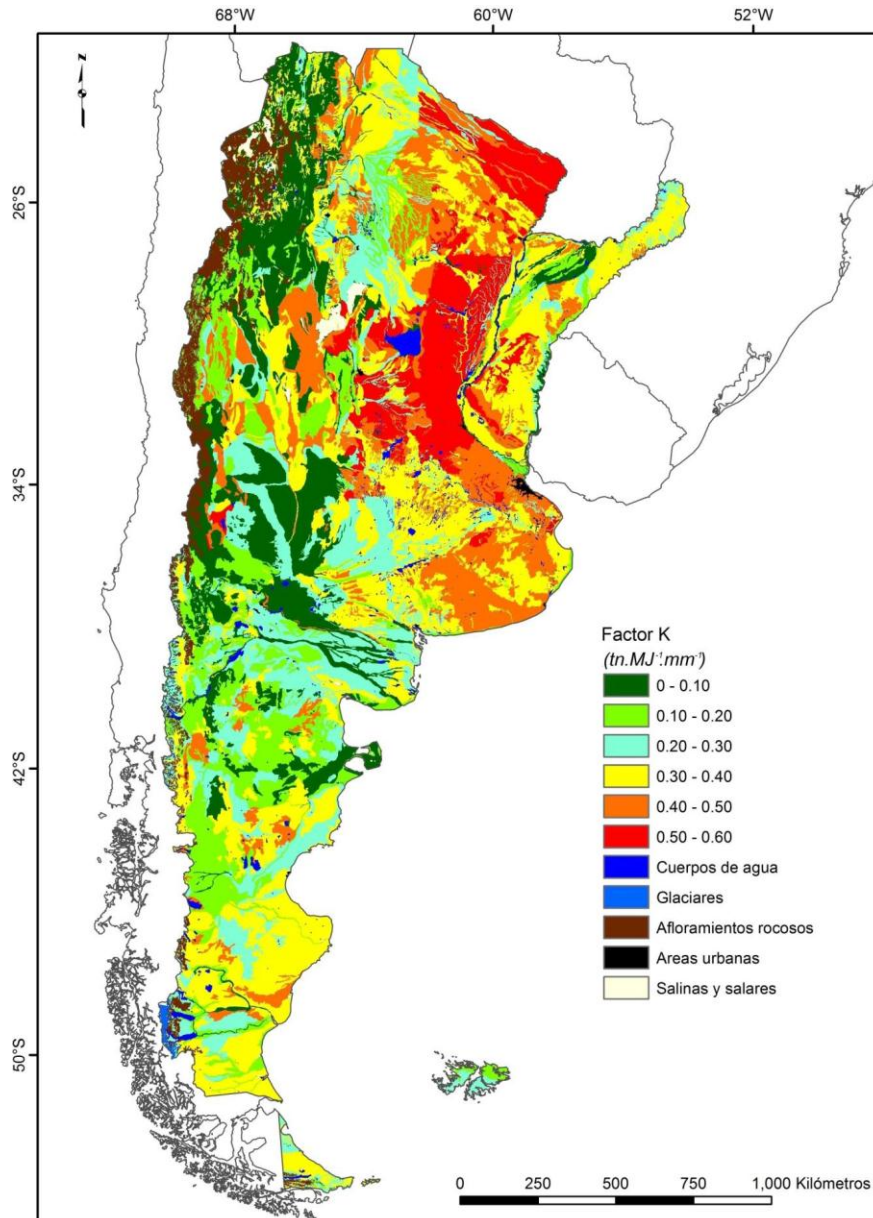 68°W 60°W 52°W
z
26°S
34°S
42°S
50°S
Factor K
(tn.MJ⁻¹.mm⁻¹)
0 - 0.10
0.10 - 0.20
0.20 - 0.30
0.30 - 0.40
0.40 - 0.50
0.50 - 0.60
Cuerpos de agua
Glaciares
Afloramientos rocosos
Areas urbanas
Salinas y salares
0 250 500 750 1,000 Kilómetros